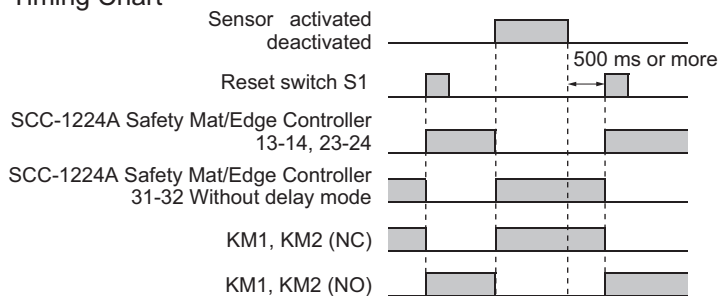 Timing Chart
Sensor activated
deactivated
500 ms or more
Reset switch S1
SCC-1224A Safety Mat/Edge Controller
13-14, 23-24
SCC-1224A Safety Mat/Edge Controller
31-32 Without delay mode
KM1, KM2 (NC)
KM1, KM2 (NO)